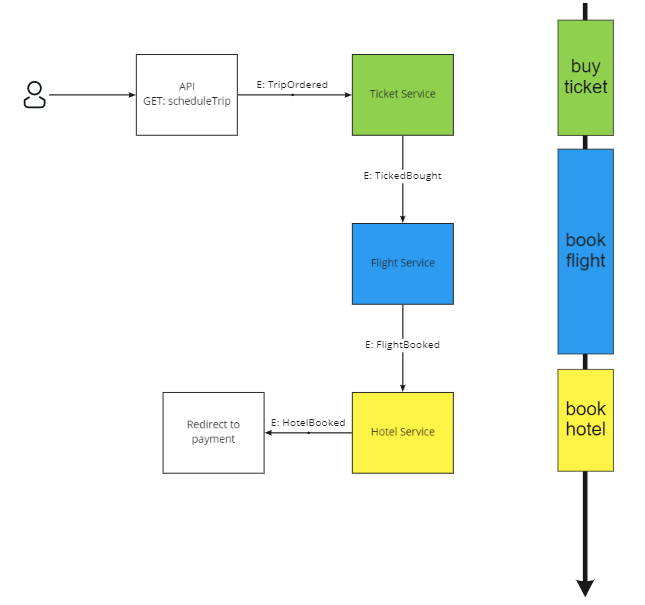 API
GET: scheduleTrip
E: TripOrdered
Ticket Service
E: TickedBought
Flight Service
E: FlightBooked
Hotel Service
E: HotelBooked
Redirect to
payment
buy
ticket
book
flight
book
hotel